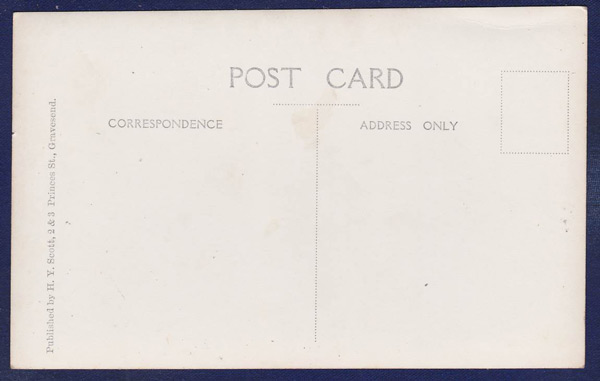 POST CARD
CORRESPONDENCE
ADDRESS ONLY
Published by H. Y. Scott, 2 & 3 Princes St., Gravesend.